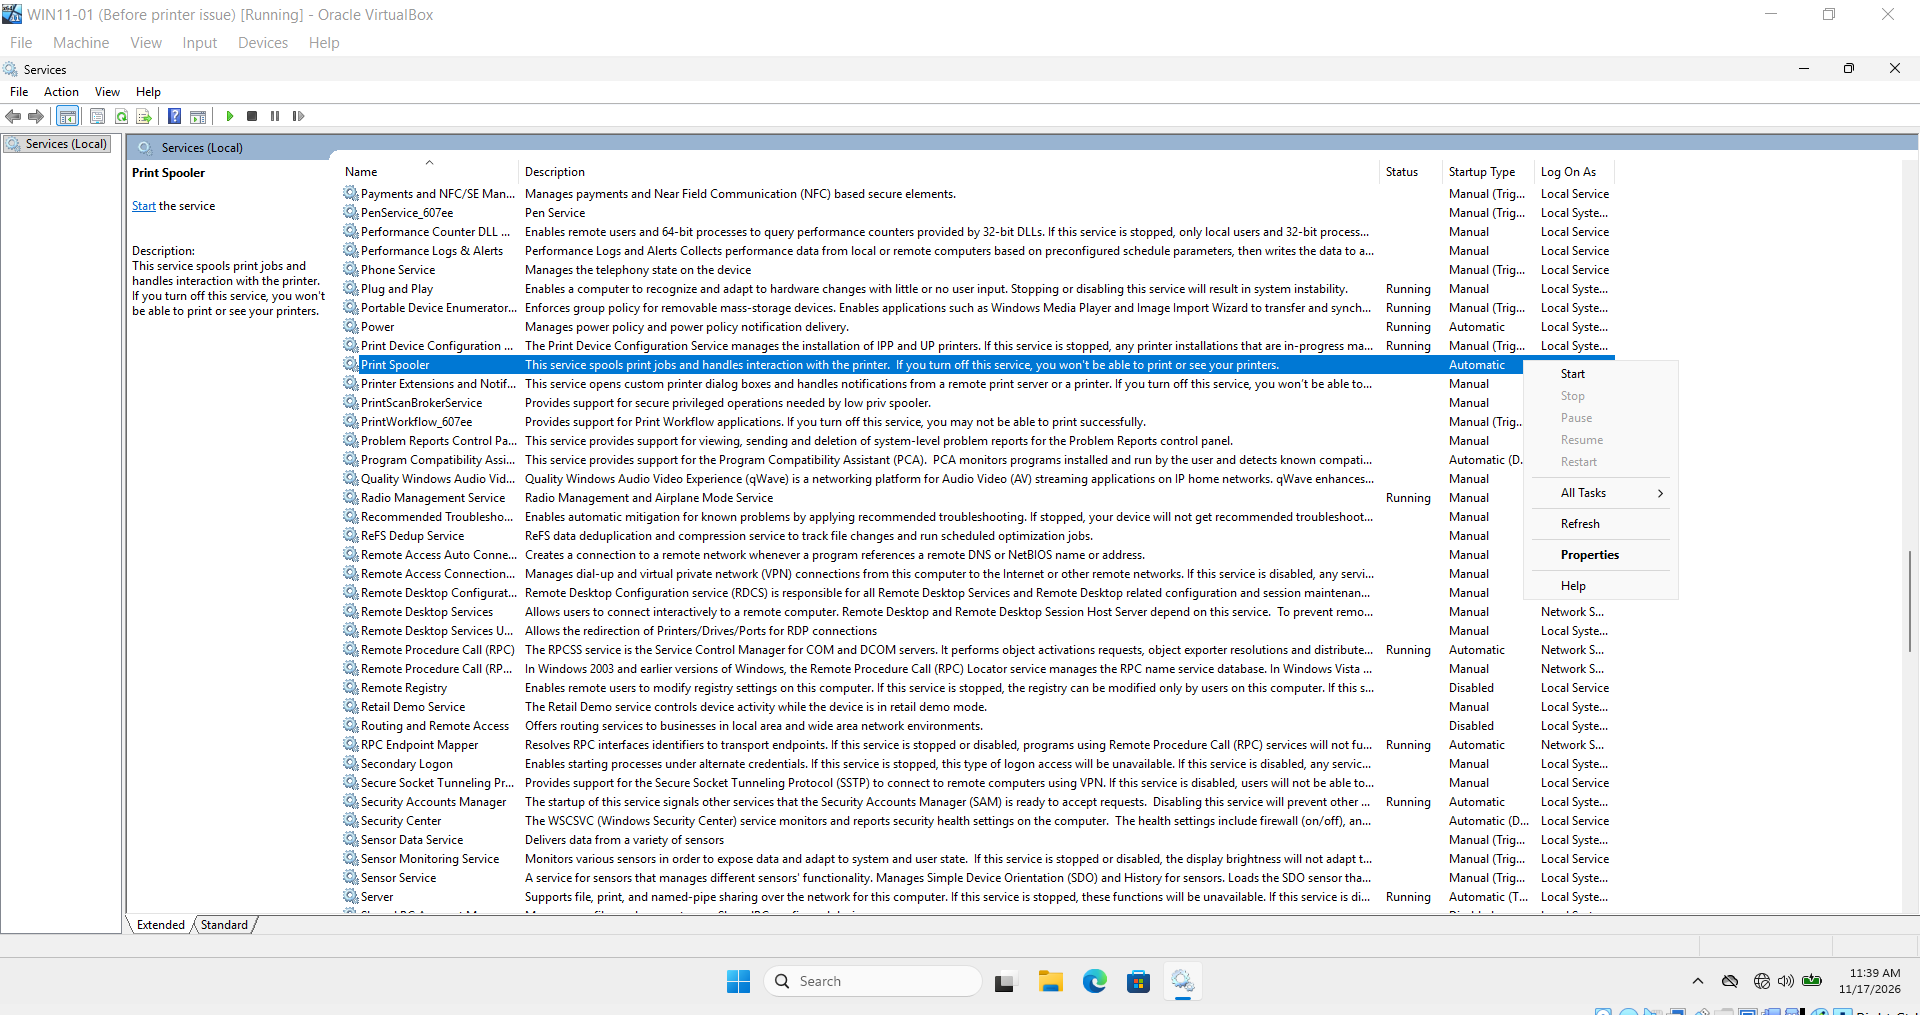 WIN11-01 (Before printer issue) [Running] - Oracle VirtualBox
File Machine View Input Devices Help
Services
File Action View Help
Services (Local)
Services (Local)
Print Spooler
Start the service
Description:
This service spools print jobs and
handles interaction with the printer.
If you turn off this service, you won't
be able to print or see your printers.
Name Description Status Startup Type Log On As
Payments and NFC/SE Man... Manages payments and Near Field Communication (NFC) based secure elements. Manual (Trig... Local Service
PenService_607ee Pen Service Manual (Trig... Local Syste...
Performance Counter DLL ... Enables remote users and 64-bit processes to query performance counters provided by 32-bit DLLs. If this service is stopped, only local users and 32-bit process... Manual Local Service
Performance Logs & Alerts Performance Logs and Alerts Collects performance data from local or remote computers based on preconfigured schedule parameters, then writes the data to a... Manual Local Service
Phone Service Manages the telephony state on the device Manual (Trig... Local Service
Plug and Play Enables a computer to recognize and adapt to hardware changes with little or no user input. Stopping or disabling this service will result in system instability. Running Manual Local Syste...
Portable Device Enumerator... Enforces group policy for removable mass-storage devices. Enables applications such as Windows Media Player and Image Import Wizard to transfer and synch... Running Manual (Trig... Local Syste...
Power Manages power policy and power policy notification delivery. Running Automatic Local Syste...
Print Device Configuration ... The Print Device Configuration Service manages the installation of IPP and UP printers. If this service is stopped, any printer installations that are in-progress ma... Running Manual (Trig... Local Syste...
Print Spooler This service spools print jobs and handles interaction with the printer. If you turn off this service, you won't be able to print or see your printers. Automatic
Printer Extensions and Notif... This service opens custom printer dialog boxes and handles notifications from a remote print server or a printer. If you turn off this service, you won't be able to... Manual
PrintScanBrokerService Provides support for secure privileged operations needed by low priv spooler. Manual
PrintWorkflow_607ee Provides support for Print Workflow applications. If you turn off this service, you may not be able to print successfully. Manual (Trig..
Problem Reports Control Pa... This service provides support for viewing, sending and deletion of system-level problem reports for the Problem Reports control panel. Manual
Program Compatibility Assi... This service provides support for the Program Compatibility Assistant (PCA). PCA monitors programs installed and run by the user and detects known compati... Automatic (D.
Quality Windows Audio Vid... Quality Windows Audio Video Experience (qWave) is a networking platform for Audio Video (AV) streaming applications on IP home networks. qWave enhances... Manual
Radio Management Service Radio Management and Airplane Mode Service Running Manual
Recommended Troublesho... Enables automatic mitigation for known problems by applying recommended troubleshooting. If stopped, your device will not get recommended troubleshoot... Manual
ReFS Dedup Service ReFS data deduplication and compression service to track file changes and run scheduled optimization jobs. Manual
Remote Access Auto Conne... Creates a connection to a remote network whenever a program references a remote DNS or NetBIOS name or address. Manual
Remote Access Connection... Manages dial-up and virtual private network (VPN) connections from this computer to the Internet or other remote networks. If this service is disabled, any servi... Manual
Remote Desktop Configurat... Remote Desktop Configuration service (RDCS) is responsible for all Remote Desktop Services and Remote Desktop related configuration and session maintenan... Manual
Remote Desktop Services Allows users to connect interactively to a remote computer. Remote Desktop and Remote Desktop Session Host Server depend on this service. To prevent remo... Manual Network S...
Remote Desktop Services U... Allows the redirection of Printers/Drives/Ports for RDP connections Manual Local Syste...
Remote Procedure Call (RPC) The RPCSS service is the Service Control Manager for COM and DCOM servers. It performs object activations requests, object exporter resolutions and distribute... Running Automatic Network S...
Remote Procedure Call (RP... In Windows 2003 and earlier versions of Windows, the Remote Procedure Call (RPC) Locator service manages the RPC name service database. In Windows Vista ... Manual Network S...
Remote Registry Enables remote users to modify registry settings on this computer. If this service is stopped, the registry can be modified only by users on this computer. If this s... Disabled Local Service
Retail Demo Service The Retail Demo service controls device activity while the device is in retail demo mode. Manual Local Syste...
Routing and Remote Access Offers routing services to businesses in local area and wide area network environments. Disabled Local Syste...
RPC Endpoint Mapper Resolves RPC interfaces identifiers to transport endpoints. If this service is stopped or disabled, programs using Remote Procedure Call (RPC) services will not fu... Running Automatic Network S...
Secondary Logon Enables starting processes under alternate credentials. If this service is stopped, this type of logon access will be unavailable. If this service is disabled, any servic... Manual Local Syste...
Secure Socket Tunneling Pr... Provides support for the Secure Socket Tunneling Protocol (SSTP) to connect to remote computers using VPN. If this service is disabled, users will not be able to... Manual Local Service
Security Accounts Manager The startup of this service signals other services that the Security Accounts Manager (SAM) is ready to accept requests. Disabling this service will prevent other ... Running Automatic Local Syste...
Security Center The WSCSVC (Windows Security Center) service monitors and reports security health settings on the computer. The health settings include firewall (on/off), an... Automatic (D... Local Service
Sensor Data Service Delivers data from a variety of sensors Manual (Trig... Local Syste...
Sensor Monitoring Service Monitors various sensors in order to expose data and adapt to system and user state. If this service is stopped or disabled, the display brightness will not adapt t... Manual (Trig... Local Service
Sensor Service A service for sensors that manages different sensors' functionality. Manages Simple Device Orientation (SDO) and History for sensors. Loads the SDO sensor tha... Manual (Trig... Local Syste...
Server Supports file, print, and named-pipe sharing over the network for this computer. If this service is stopped, these functions will be unavailable. If this service is di... Running Automatic (T... Local Syste...
Start
Stop
Pause
Resume
Restart
All Tasks
Refresh
Properties
Help
Extended Standard
Search
11:39 AM
11/17/2026